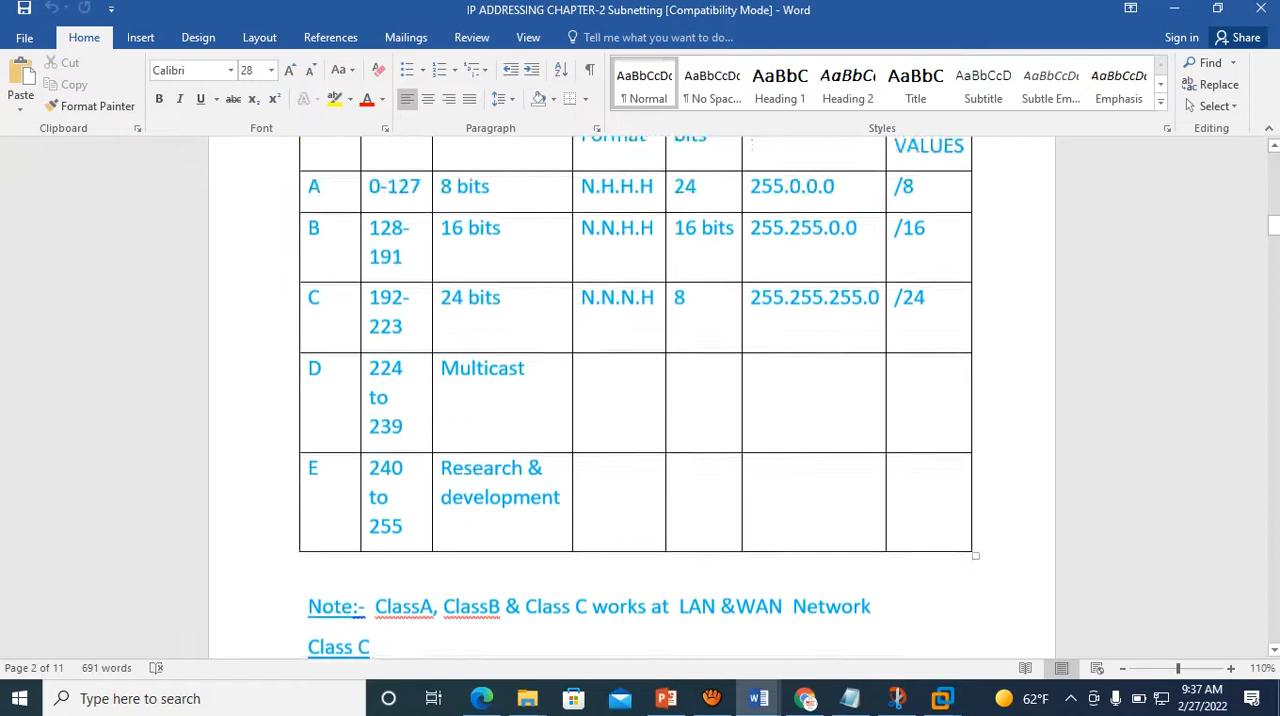 IP ADDRESSING CHAPTER-2 Subnetting [Compatibility Mode] - Word
File Home Insert Design Layout References Mailings Review View Tell me what you want to do... Sign in Share
Paste
Cut
Copy
Format Painter
Clipboard
Calibri 28
Font
Paragraph
AaBbCcDc AaBbCcDc AaBbC AaBbCc AaBbC AaBbCcD AaBbCcDc AaBbCcDc
¶ Normal ¶ No Spac... Heading 1 Heading 2 Title Subtitle Subtle Em... Emphasis
Styles
Find
Replace
Select
Editing
Format bits
VALUES
A 0-127 8 bits N.H.H.H 24 255.0.0.0 /8
B 128- 16 bits N.N.H.H 16 bits 255.255.0.0 /16
191
C 192- 24 bits N.N.N.H 8 255.255.255.0 /24
223
D 224 Multicast
to
239
E 240 Research &
to development
255
Note:- ClassA, ClassB & Class C works at LAN &WAN Network
Class C
Page 2 of 11 691 words 110%
Type here to search 62°F 9:37 AM
2/27/2022